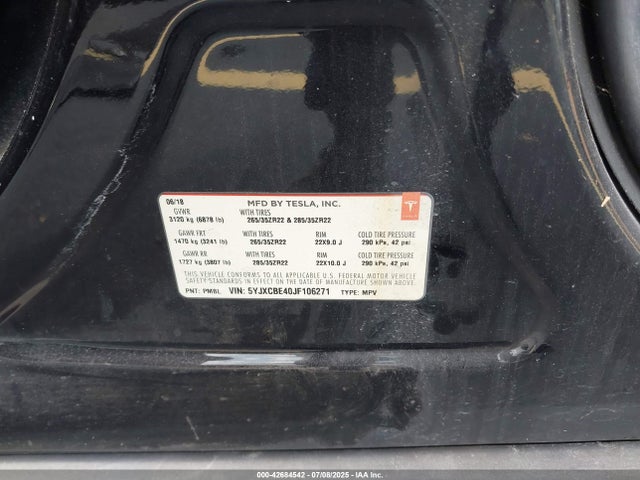 06/18 MFD BY TESLA, INC.
GVWR WITH TIRES
3120 kg (6878 lb) 265/35ZR22 & 285/35ZR22
GAWR FRT WITH TIRES RIM COLD TIRE PRESSURE
1470 kg (3241 lb) 265/35ZR22 22X9.0 J 290 kPa, 42 psi
GAWR RR WITH TIRES RIM COLD TIRE PRESSURE
1727 kg (3807 lb) 285/35ZR22 22X10.0 J 290 kPa, 42 psi
THIS VEHICLE CONFORMS TO ALL APPLICABLE U.S. FEDERAL MOTOR VEHICLE
SAFETY STANDARDS IN EFFECT ON THE DATE OF MANUFACTURE SHOWN ABOVE.
PNT: PMBL VIN: 5YJXCBE40JF106271 TYPE: MPV
000-42684542 - 07/08/2025 - © IAA Inc.